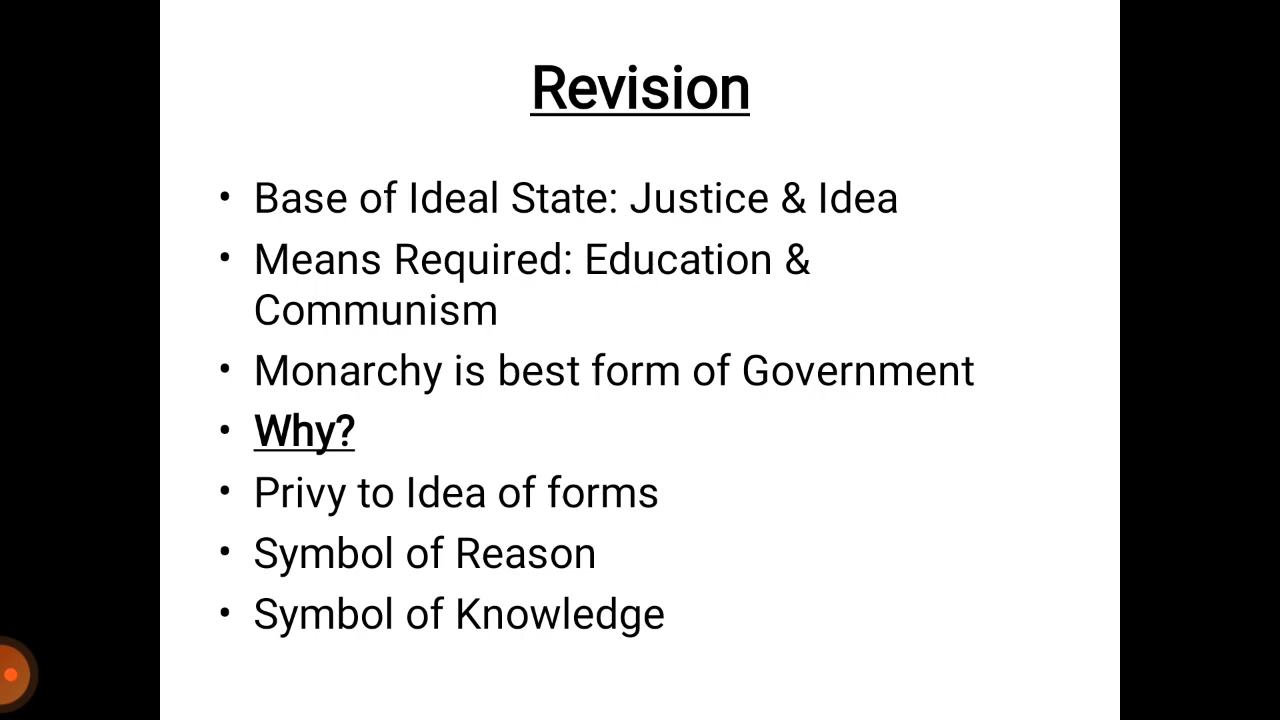 Revision
• Base of Ideal State: Justice & Idea
• Means Required: Education &
Communism
• Monarchy is best form of Government
• Why?
• Privy to Idea of forms
• Symbol of Reason
• Symbol of Knowledge